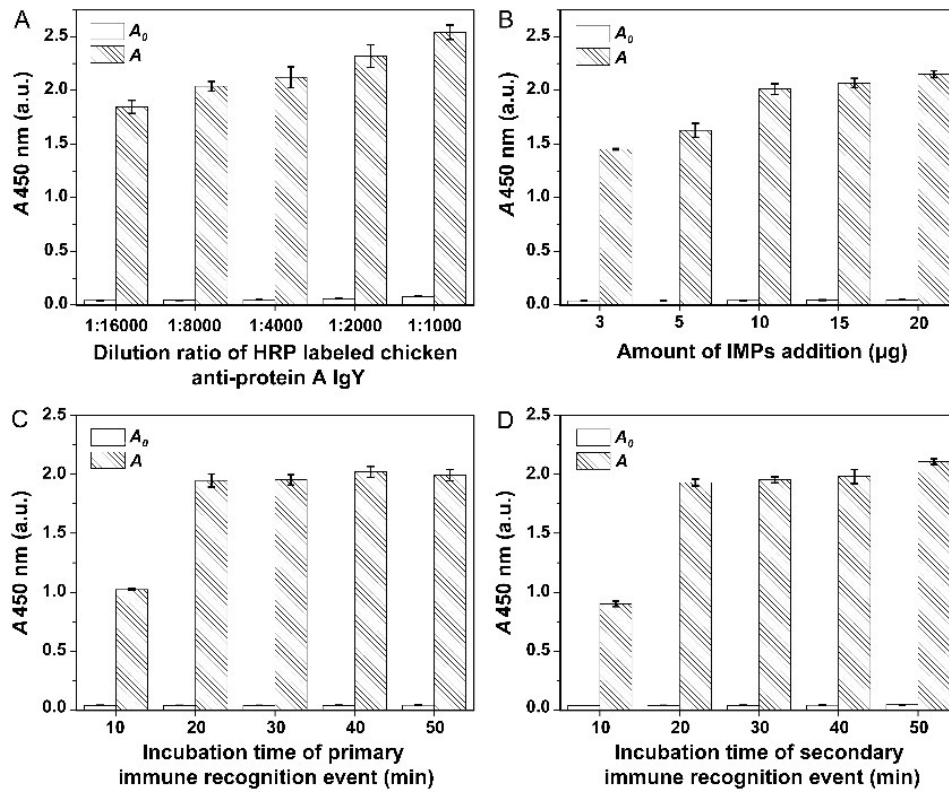 A
A₀
A
2.5
2.0
1.5
1.0
0.5
0.0
A 450 nm (a.u.)
1:16000 1:8000 1:4000 1:2000 1:1000
Dilution ratio of HRP labeled chicken
anti-protein A IgY
B
A₀
A
2.5
2.0
1.5
1.0
0.5
0.0
A 450 nm (a.u.)
3 5 10 15 20
Amount of IMPs addition (µg)
C
A₀
A
2.5
2.0
1.5
1.0
0.5
0.0
A 450 nm (a.u.)
10 20 30 40 50
Incubation time of primary
immune recognition event (min)
D
A₀
A
2.5
2.0
1.5
1.0
0.5
0.0
A 450 nm (a.u.)
10 20 30 40 50
Incubation time of secondary
immune recognition event (min)